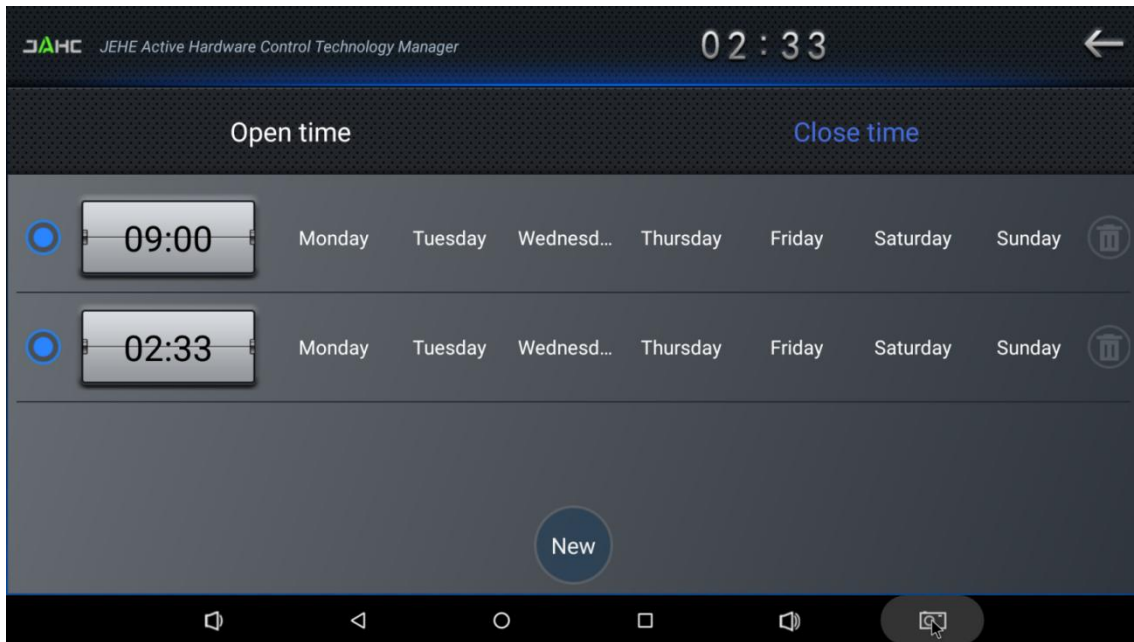 JAHC JEHE Active Hardware Control Technology Manager 02:33
Open time Close time
09:00 Monday Tuesday Wednesd... Thursday Friday Saturday Sunday
02:33 Monday Tuesday Wednesd... Thursday Friday Saturday Sunday
New